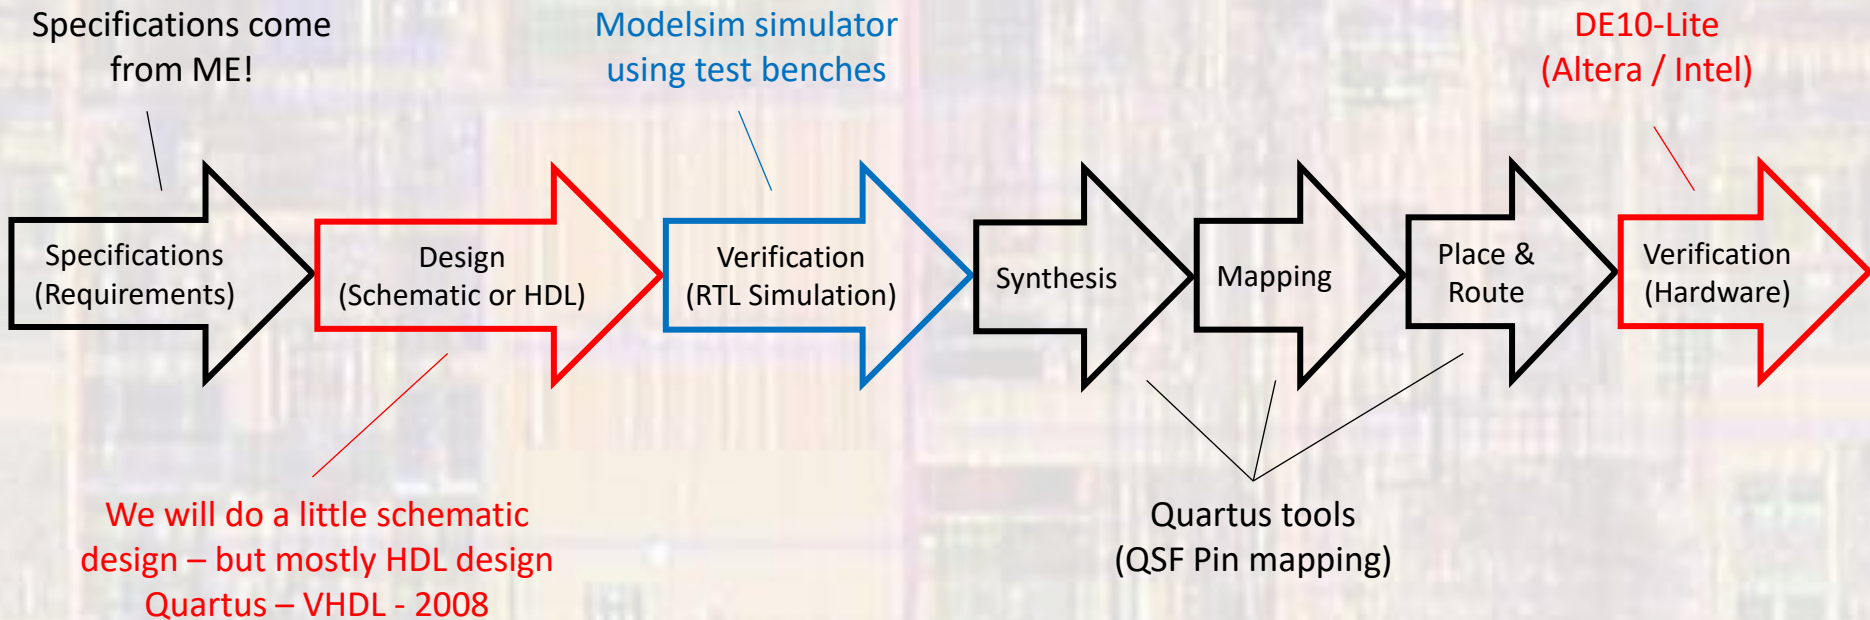 Specifications come
from ME!
Modelsim simulator
using test benches
DE10-Lite
(Altera / Intel)
Specifications
(Requirements)
Design
(Schematic or HDL)
Verification
(RTL Simulation)
Synthesis
Mapping
Place &
Route
Verification
(Hardware)
We will do a little schematic
design – but mostly HDL design
Quartus – VHDL - 2008
Quartus tools
(QSF Pin mapping)